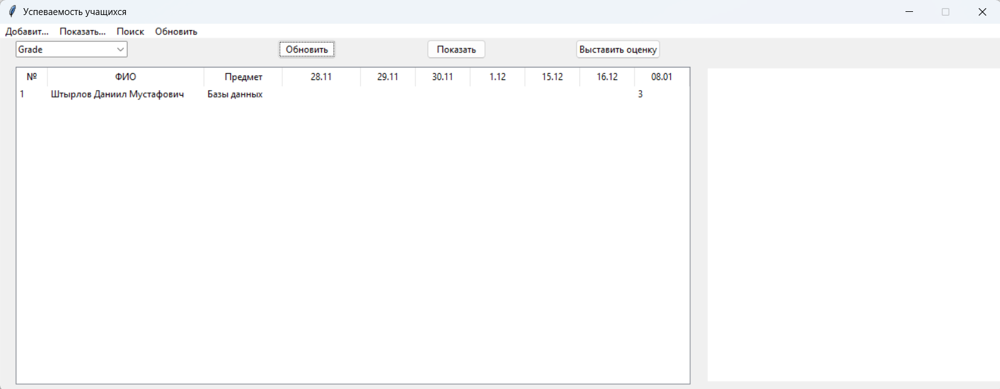 Успеваемость учащихся
Добавит... Показать... Поиск Обновить
Grade Обновить Показать Выставить оценку
№ ФИО Предмет 28.11 29.11 30.11 1.12 15.12 16.12 08.01
1 Штырлов Даниил Мустафович Базы данных 3